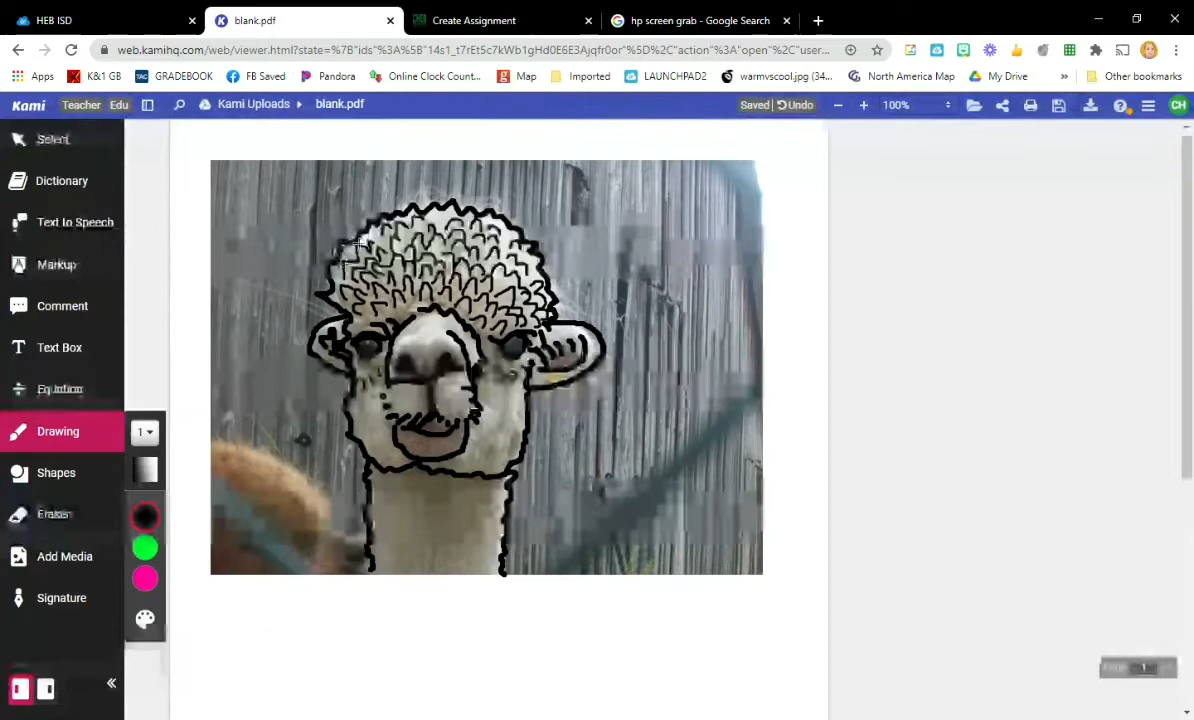 HEB ISD
blank.pdf
Create Assignment
hp screen grab - Google Search
web.kamihq.com/web/viewer.html?state=%7B"ids"%3A%5B"14s1_t7rEt5c7kWb1gHd0E6E3Ajqfr0or"%5D%2C"action"%3A"open"%2C"user...
Apps
K&1 GB
GRADEBOOK
FB Saved
Pandora
Online Clock Count...
Map
Imported
LAUNCHPAD2
warmvscool.jpg (34...
North America Map
My Drive
»
Other bookmarks
Kami
Teacher
Edu
Kami Uploads
blank.pdf
Saved
Undo
100%
CH
Select
Dictionary
Text to Speech
Markup
Comment
Text Box
Equation
Drawing
1
Shapes
Eraser
Add Media
Signature
1